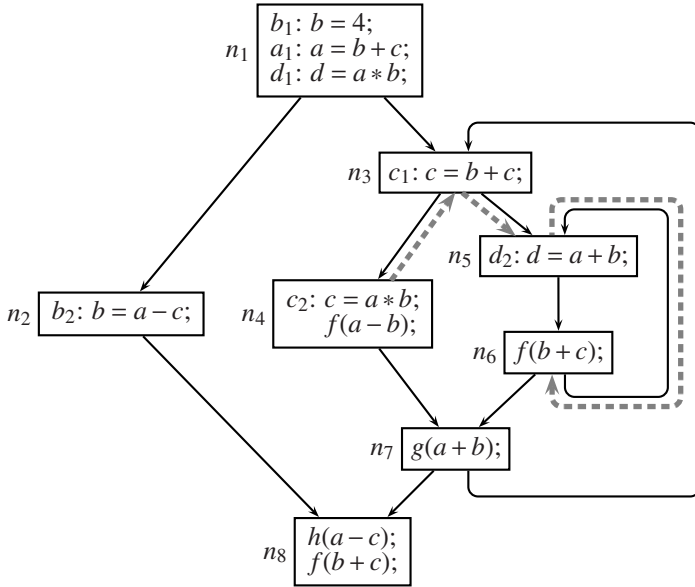 n₁
b₁: b = 4;
a₁: a = b + c;
d₁: d = a ∗ b;
n₃ c₁: c = b + c;
n₅ d₂: d = a + b;
n₂ b₂: b = a − c;
n₄
c₂: c = a ∗ b;
f(a − b);
n₆ f(b + c);
n₇ g(a + b);
n₈
h(a − c);
f(b + c);